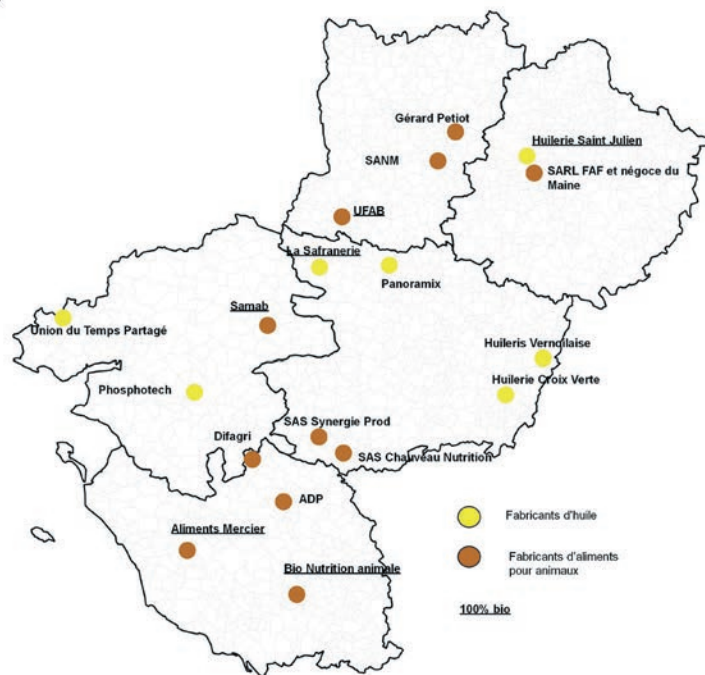 Gérard Petiot
SANM
Huilerie Saint Julien
SARL FAF et négoce du
Maine
UFAB
La Safranerie
Panoramix
Samab
Union du Temps Partagé
Huileris Vernoilaise
Huilerie Croix Verte
Phosphotech
SAS Synergie Prod
Difagri
SAS Chauveau Nutrition
ADP
Fabricants d'huile
Aliments Mercier
Fabricants d'aliments
pour animaux
Bio Nutrition animale
100% bio